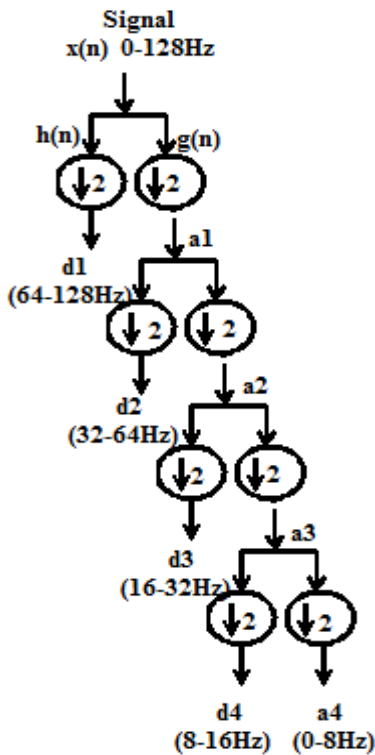 Signal
x(n) 0-128Hz
h(n) g(n)
↓2 ↓2
a1
d1
(64-128Hz)
↓2 ↓2
a2
d2
(32-64Hz)
↓2 ↓2
a3
d3
(16-32Hz)
↓2 ↓2
d4 a4
(8-16Hz) (0-8Hz)